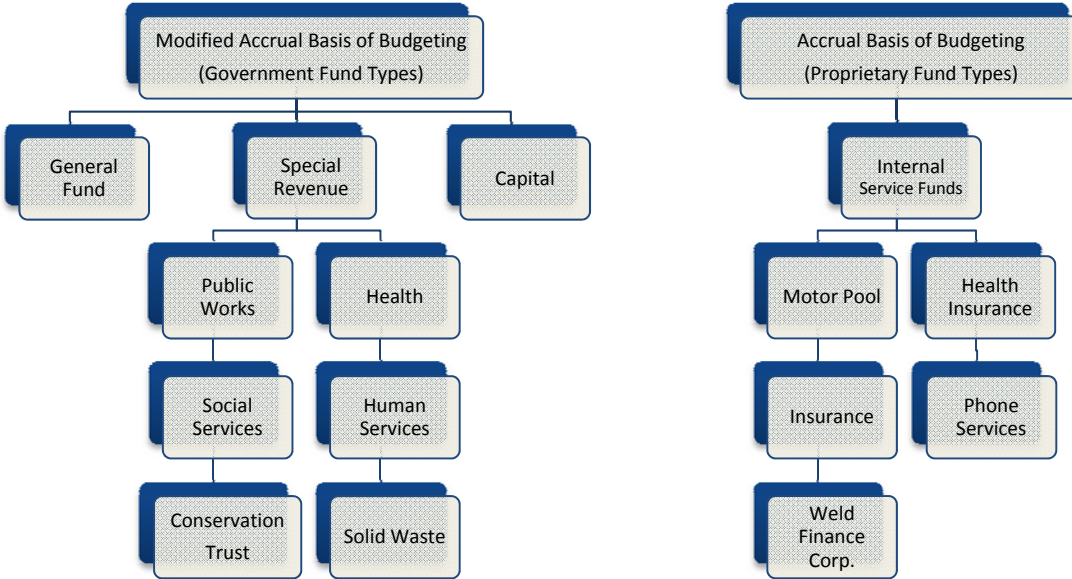 Modified Accrual Basis of Budgeting
(Government Fund Types)
General
Fund
Special
Revenue
Capital
Public
Works
Health
Social
Services
Human
Services
Conservation
Trust
Solid Waste
Accrual Basis of Budgeting
(Proprietary Fund Types)
Internal
Service Funds
Motor Pool
Health
Insurance
Insurance
Phone
Services
Weld
Finance
Corp.